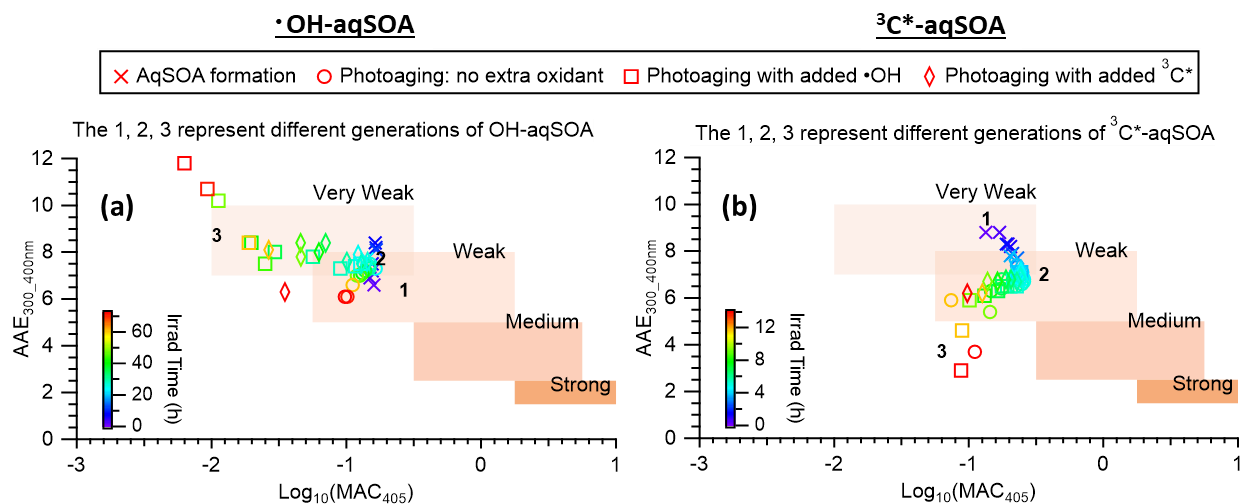 •OH-aqSOA
³C*-aqSOA
AqSOA formation Photoaging: no extra oxidant Photoaging with added •OH Photoaging with added ³C*
The 1, 2, 3 represent different generations of OH-aqSOA
12
10
8
6
4
2
0
AAE300_400nm
(a)
Very Weak
Weak
Medium
Strong
3
2
1
60
40
20
0
Irrad Time (h)
-3 -2 -1 0 1
Log10(MAC405)
The 1, 2, 3 represent different generations of ³C*-aqSOA
12
10
8
6
4
2
0
AAE300_400nm
(b)
Very Weak
Weak
Medium
Strong
1
2
3
12
8
4
0
Irrad Time (h)
-3 -2 -1 0 1
Log10(MAC405)